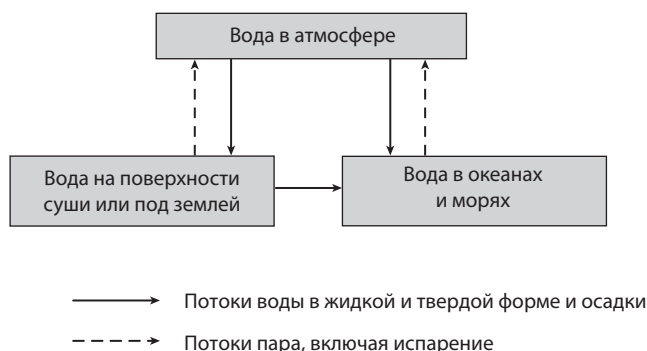 Вода в атмосфере
Вода на поверхности
суши или под землей
Вода в океанах
и морях
Потоки воды в жидкой и твердой форме и осадки
Потоки пара, включая испарение